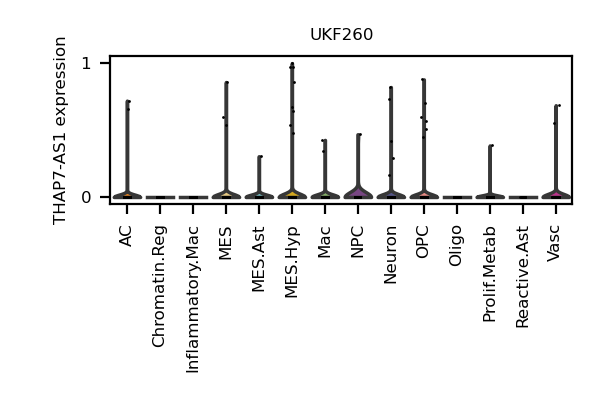 UKF260
THAP7-AS1 expression
1
0
AC
Chromatin.Reg
Inflammatory.Mac
MES
MES.Ast
MES.Hyp
Mac
NPC
Neuron
OPC
Oligo
Prolif.Metab
Reactive.Ast
Vasc